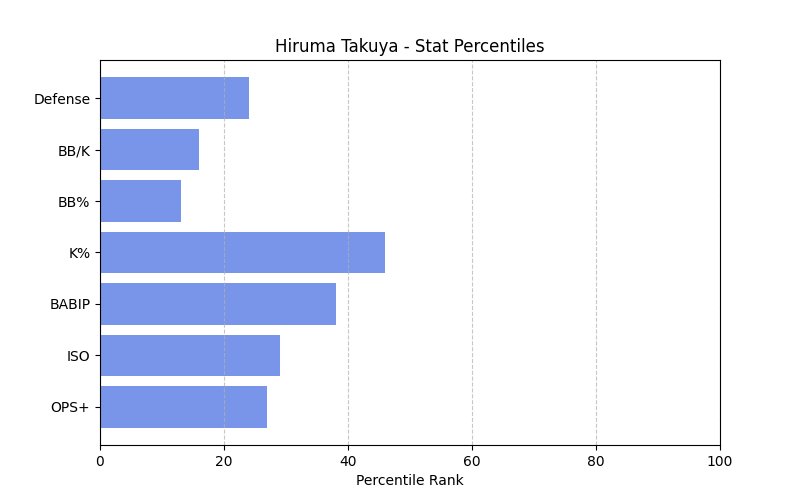 Hiruma Takuya - Stat Percentiles
Defense
BB/K
BB%
K%
BABIP
ISO
OPS+
0 20 40 60 80 100
Percentile Rank